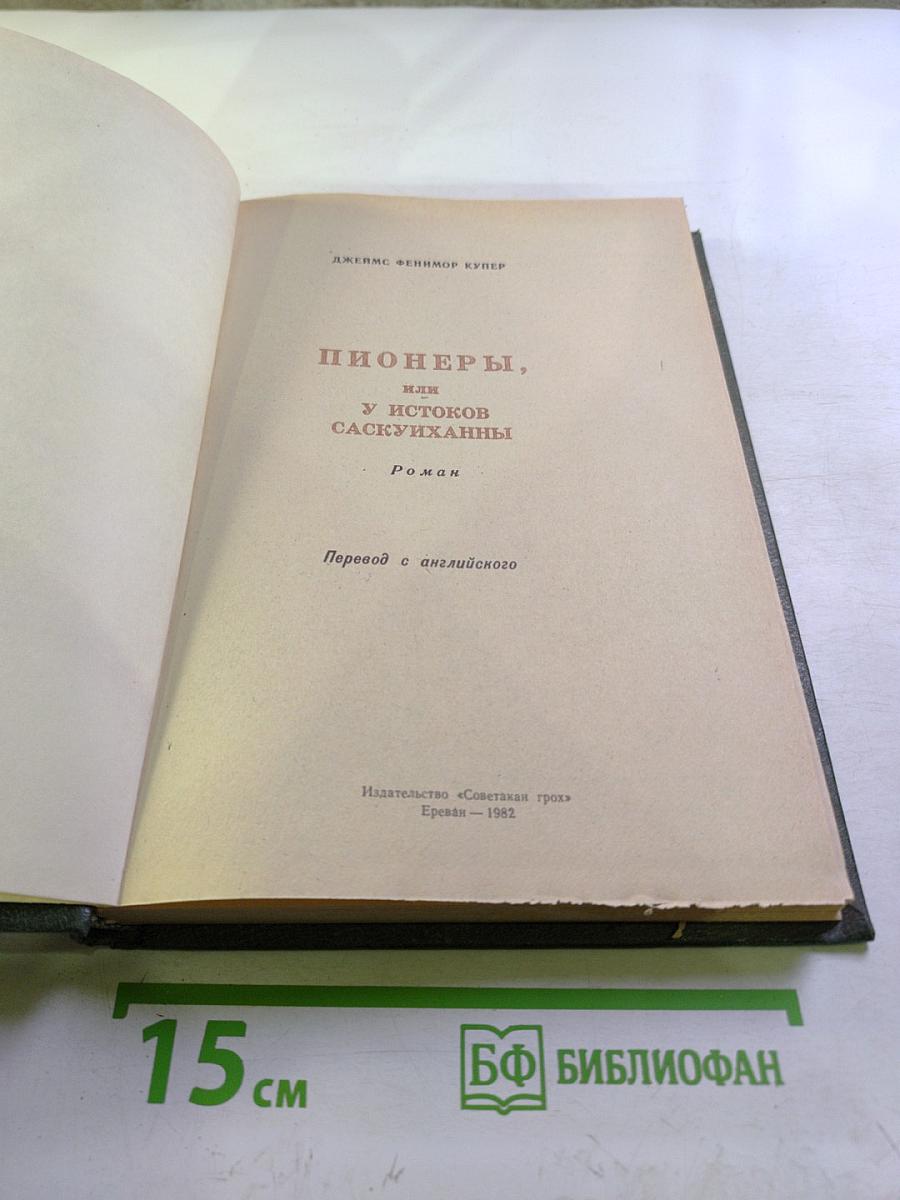 ДЖЕЙМС ФЕНИМОР КУПЕР
ПИОНЕРЫ,
ИЛИ
У ИСТОКОВ
САСКУИХАННЫ
Роман
Перевод с английского
Издательство «Советакан грох»
Ереван — 1982
15 см
БФ БИБЛИОФАН